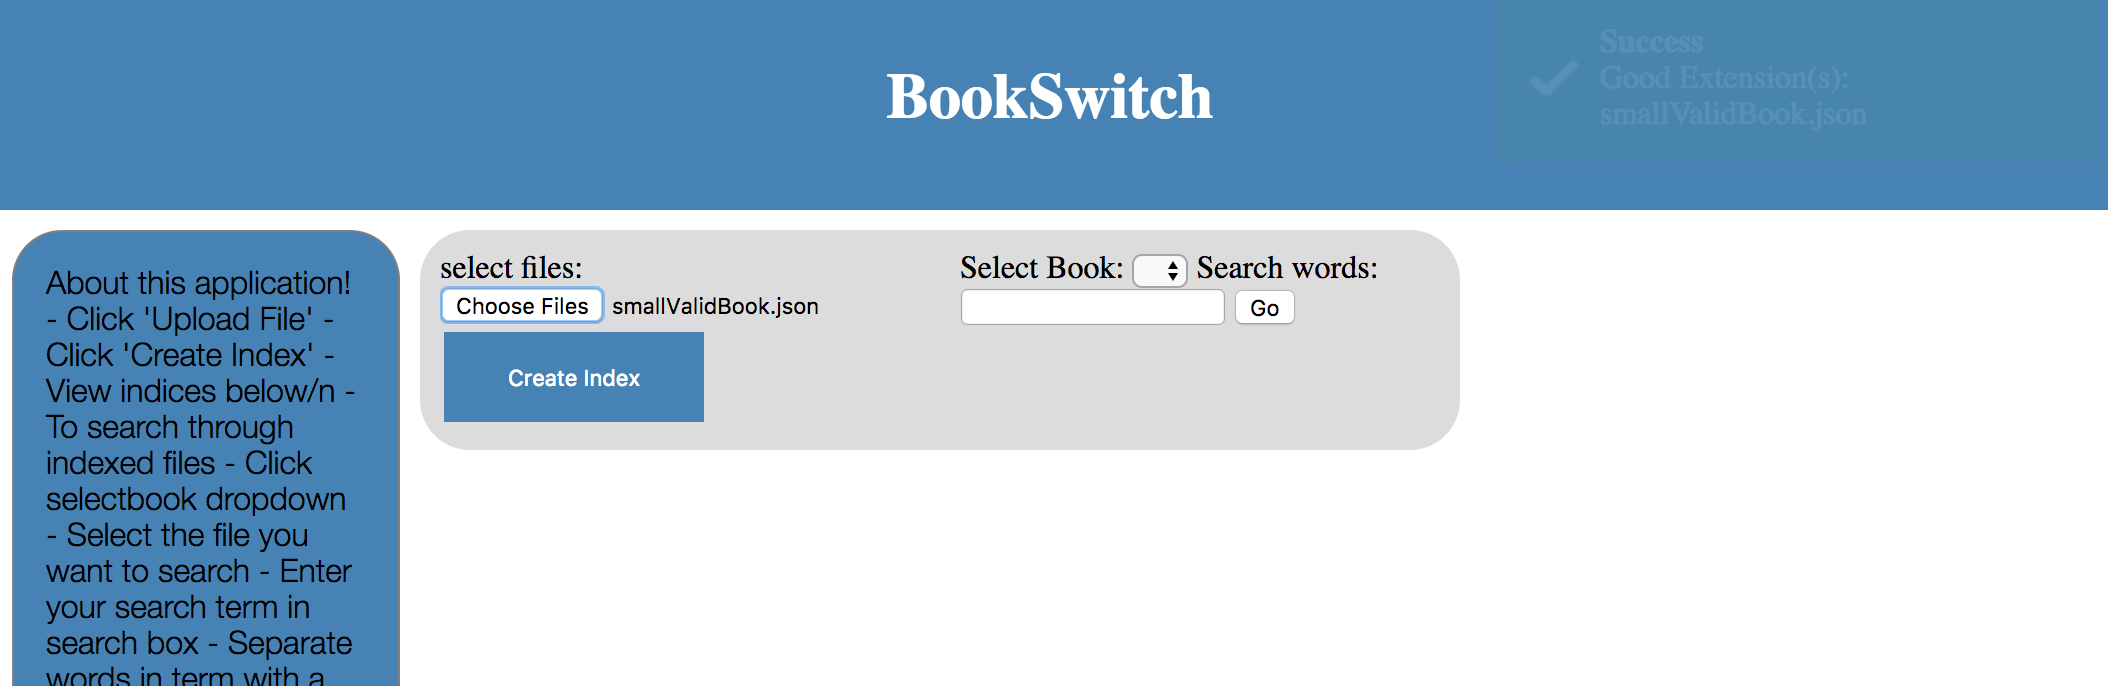 BookSwitch
Success
Good Extension(s):
smallValidBook.json
About this application!
- Click 'Upload File' -
Click 'Create Index' -
View indices below/n -
To search through
indexed files - Click
selectbook dropdown
- Select the file you
want to search - Enter
your search term in
search box - Separate
words in term with a
select files:
Choose Files smallValidBook.json
Create Index
Select Book: Search words:
Go